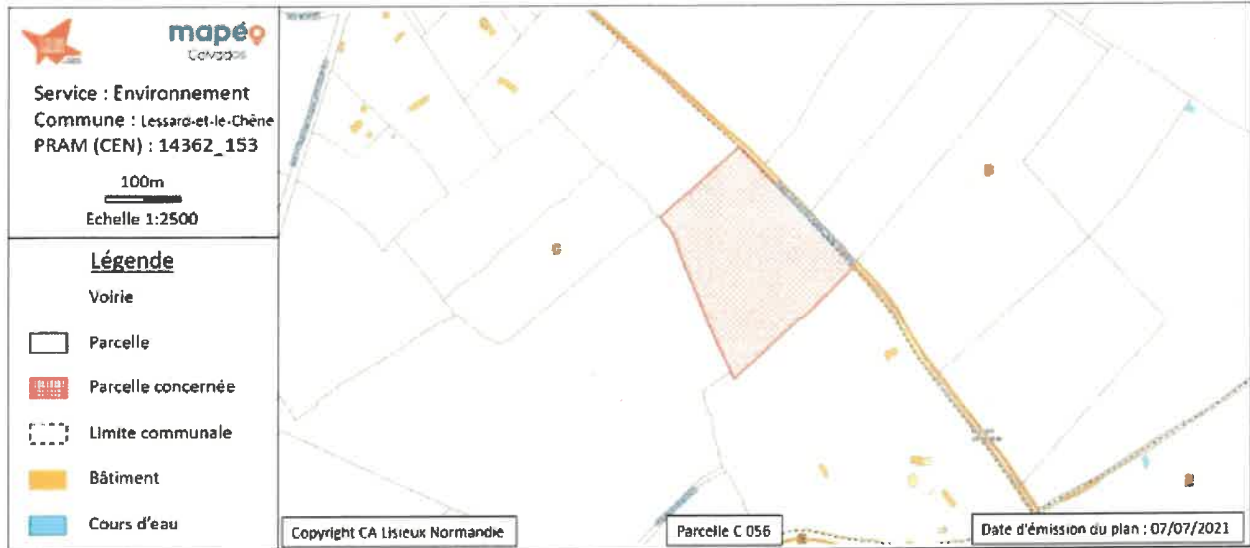 mapéo
Calvados
Service : Environnement
Commune : Lessard-et-le-Chêne
PRAM (CEN) : 14362_153
100m
Echelle 1:2500
Légende
Voirie
Parcelle
Parcelle concernée
Limite communale
Bâtiment
Cours d'eau
C
B
Copyright CA Lisieux Normandie
Parcelle C 056
Date d'émission du plan : 07/07/2021